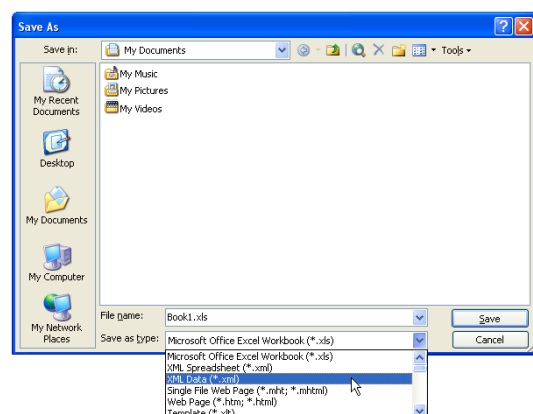 Save As
Save in:
My Documents
Tools
My Recent
Documents
Desktop
My Documents
My Computer
My Network
Places
My Music
My Pictures
My Videos
File name:
Book1.xls
Save
Save as type:
Microsoft Office Excel Workbook (*.xls)
Cancel
Microsoft Office Excel Workbook (*.xls)
XML Spreadsheet (*.xml)
XML Data (*.xml)
Single File Web Page (*.mht; *.mhtml)
Web Page (*.htm; *.html)
Template (*.xlt)